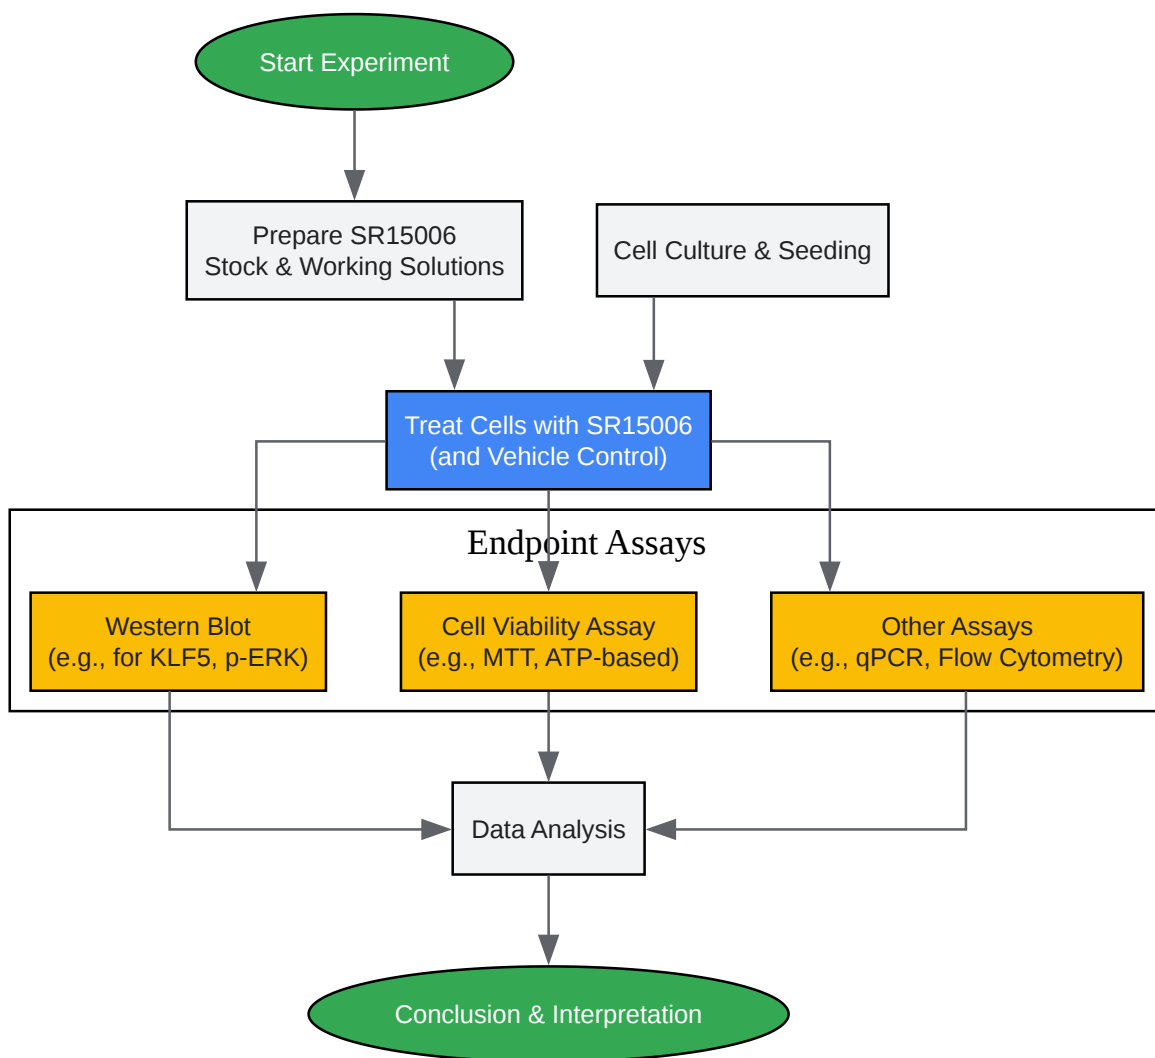 Start Experiment
Prepare SR15006
Stock & Working Solutions
Cell Culture & Seeding
Treat Cells with SR15006
(and Vehicle Control)
Endpoint Assays
Western Blot
(e.g., for KLF5, p-ERK)
Cell Viability Assay
(e.g., MTT, ATP-based)
Other Assays
(e.g., qPCR, Flow Cytometry)
Data Analysis
Conclusion & Interpretation